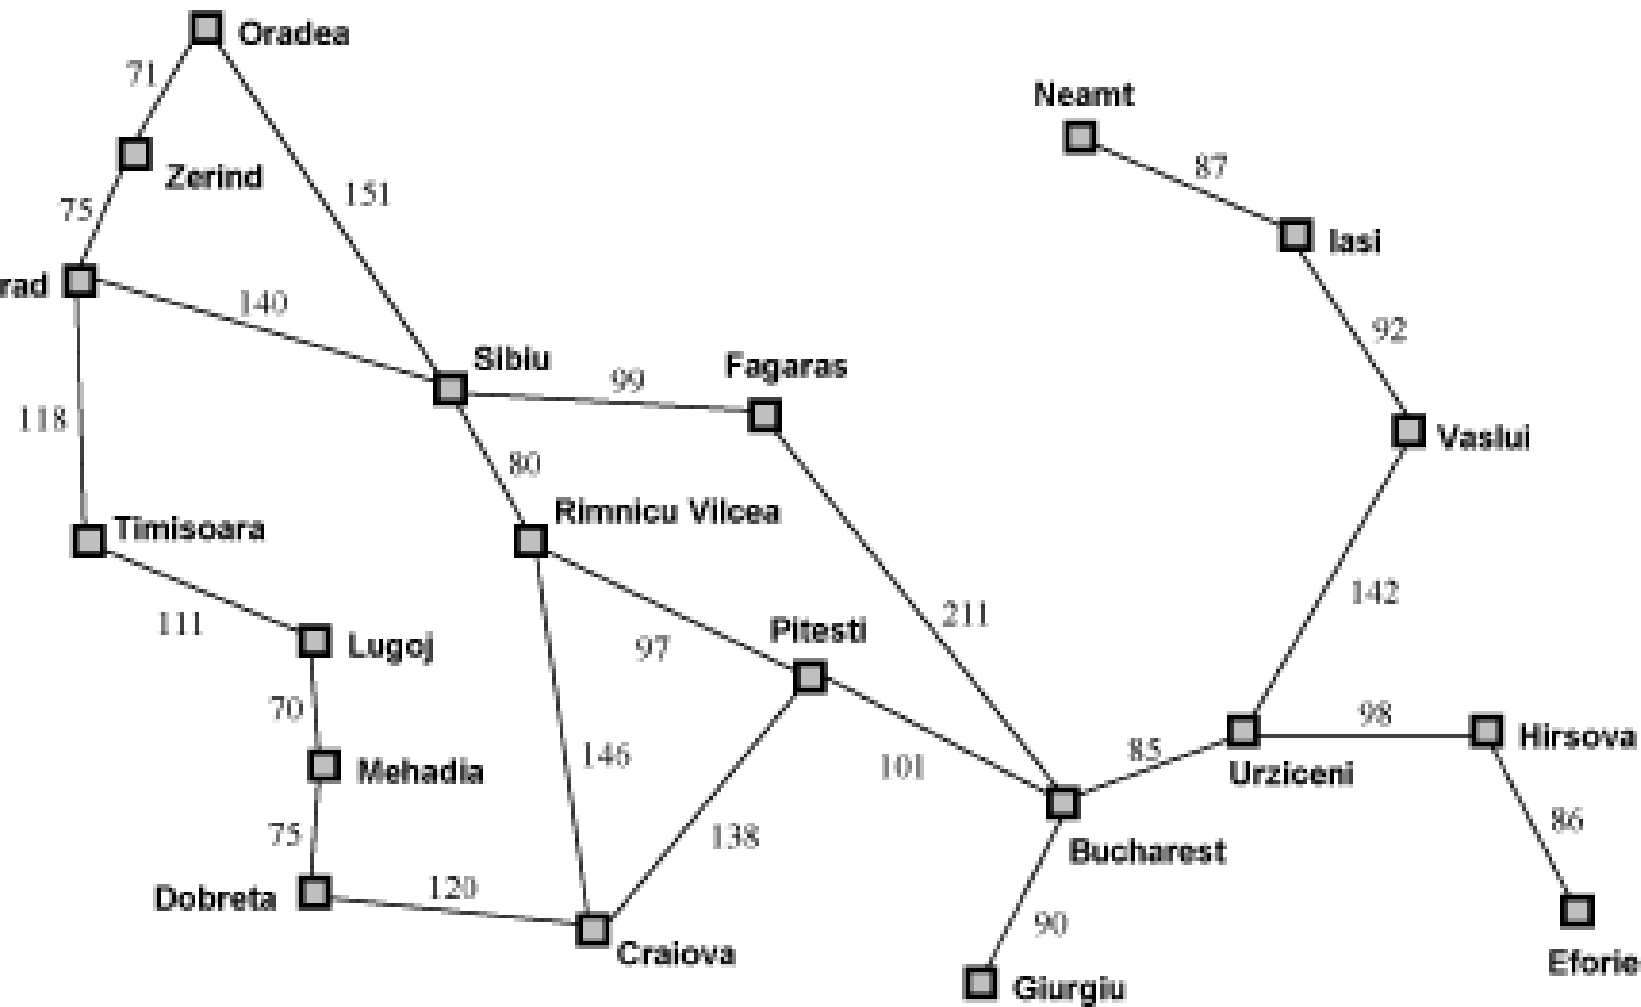 Oradea
71
Neamt
87
Zerind
151
75
Iasi
rad
140
92
Sibiu
Fagaras
99
118
Vaslui
80
Rimnicu Vilcea
Timisoara
142
111
211
Pitesti
Lugoj
97
70
98
Hirsova
146
85
101
Mehadia
Urziceni
86
75
138
Bucharest
120
Dobreta
90
Craiova
Eforie
Giurgiu